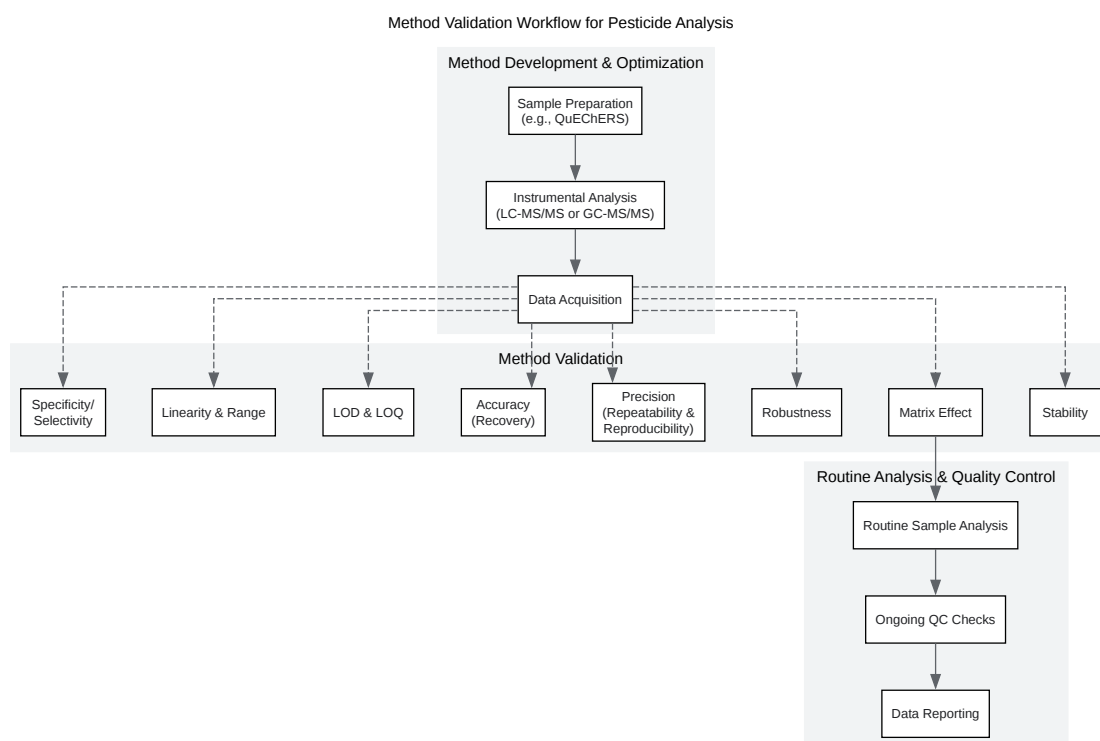 Method Validation Workflow for Pesticide Analysis
Method Development & Optimization
Sample Preparation
(e.g., QuEChERS)
Instrumental Analysis
(LC-MS/MS or GC-MS/MS)
Data Acquisition
Method Validation
Specificity/
Selectivity
Linearity & Range
LOD & LOQ
Accuracy
(Recovery)
Precision
(Repeatability &
Reproducibility)
Robustness
Matrix Effect
Stability
Routine Analysis & Quality Control
Routine Sample Analysis
Ongoing QC Checks
Data Reporting